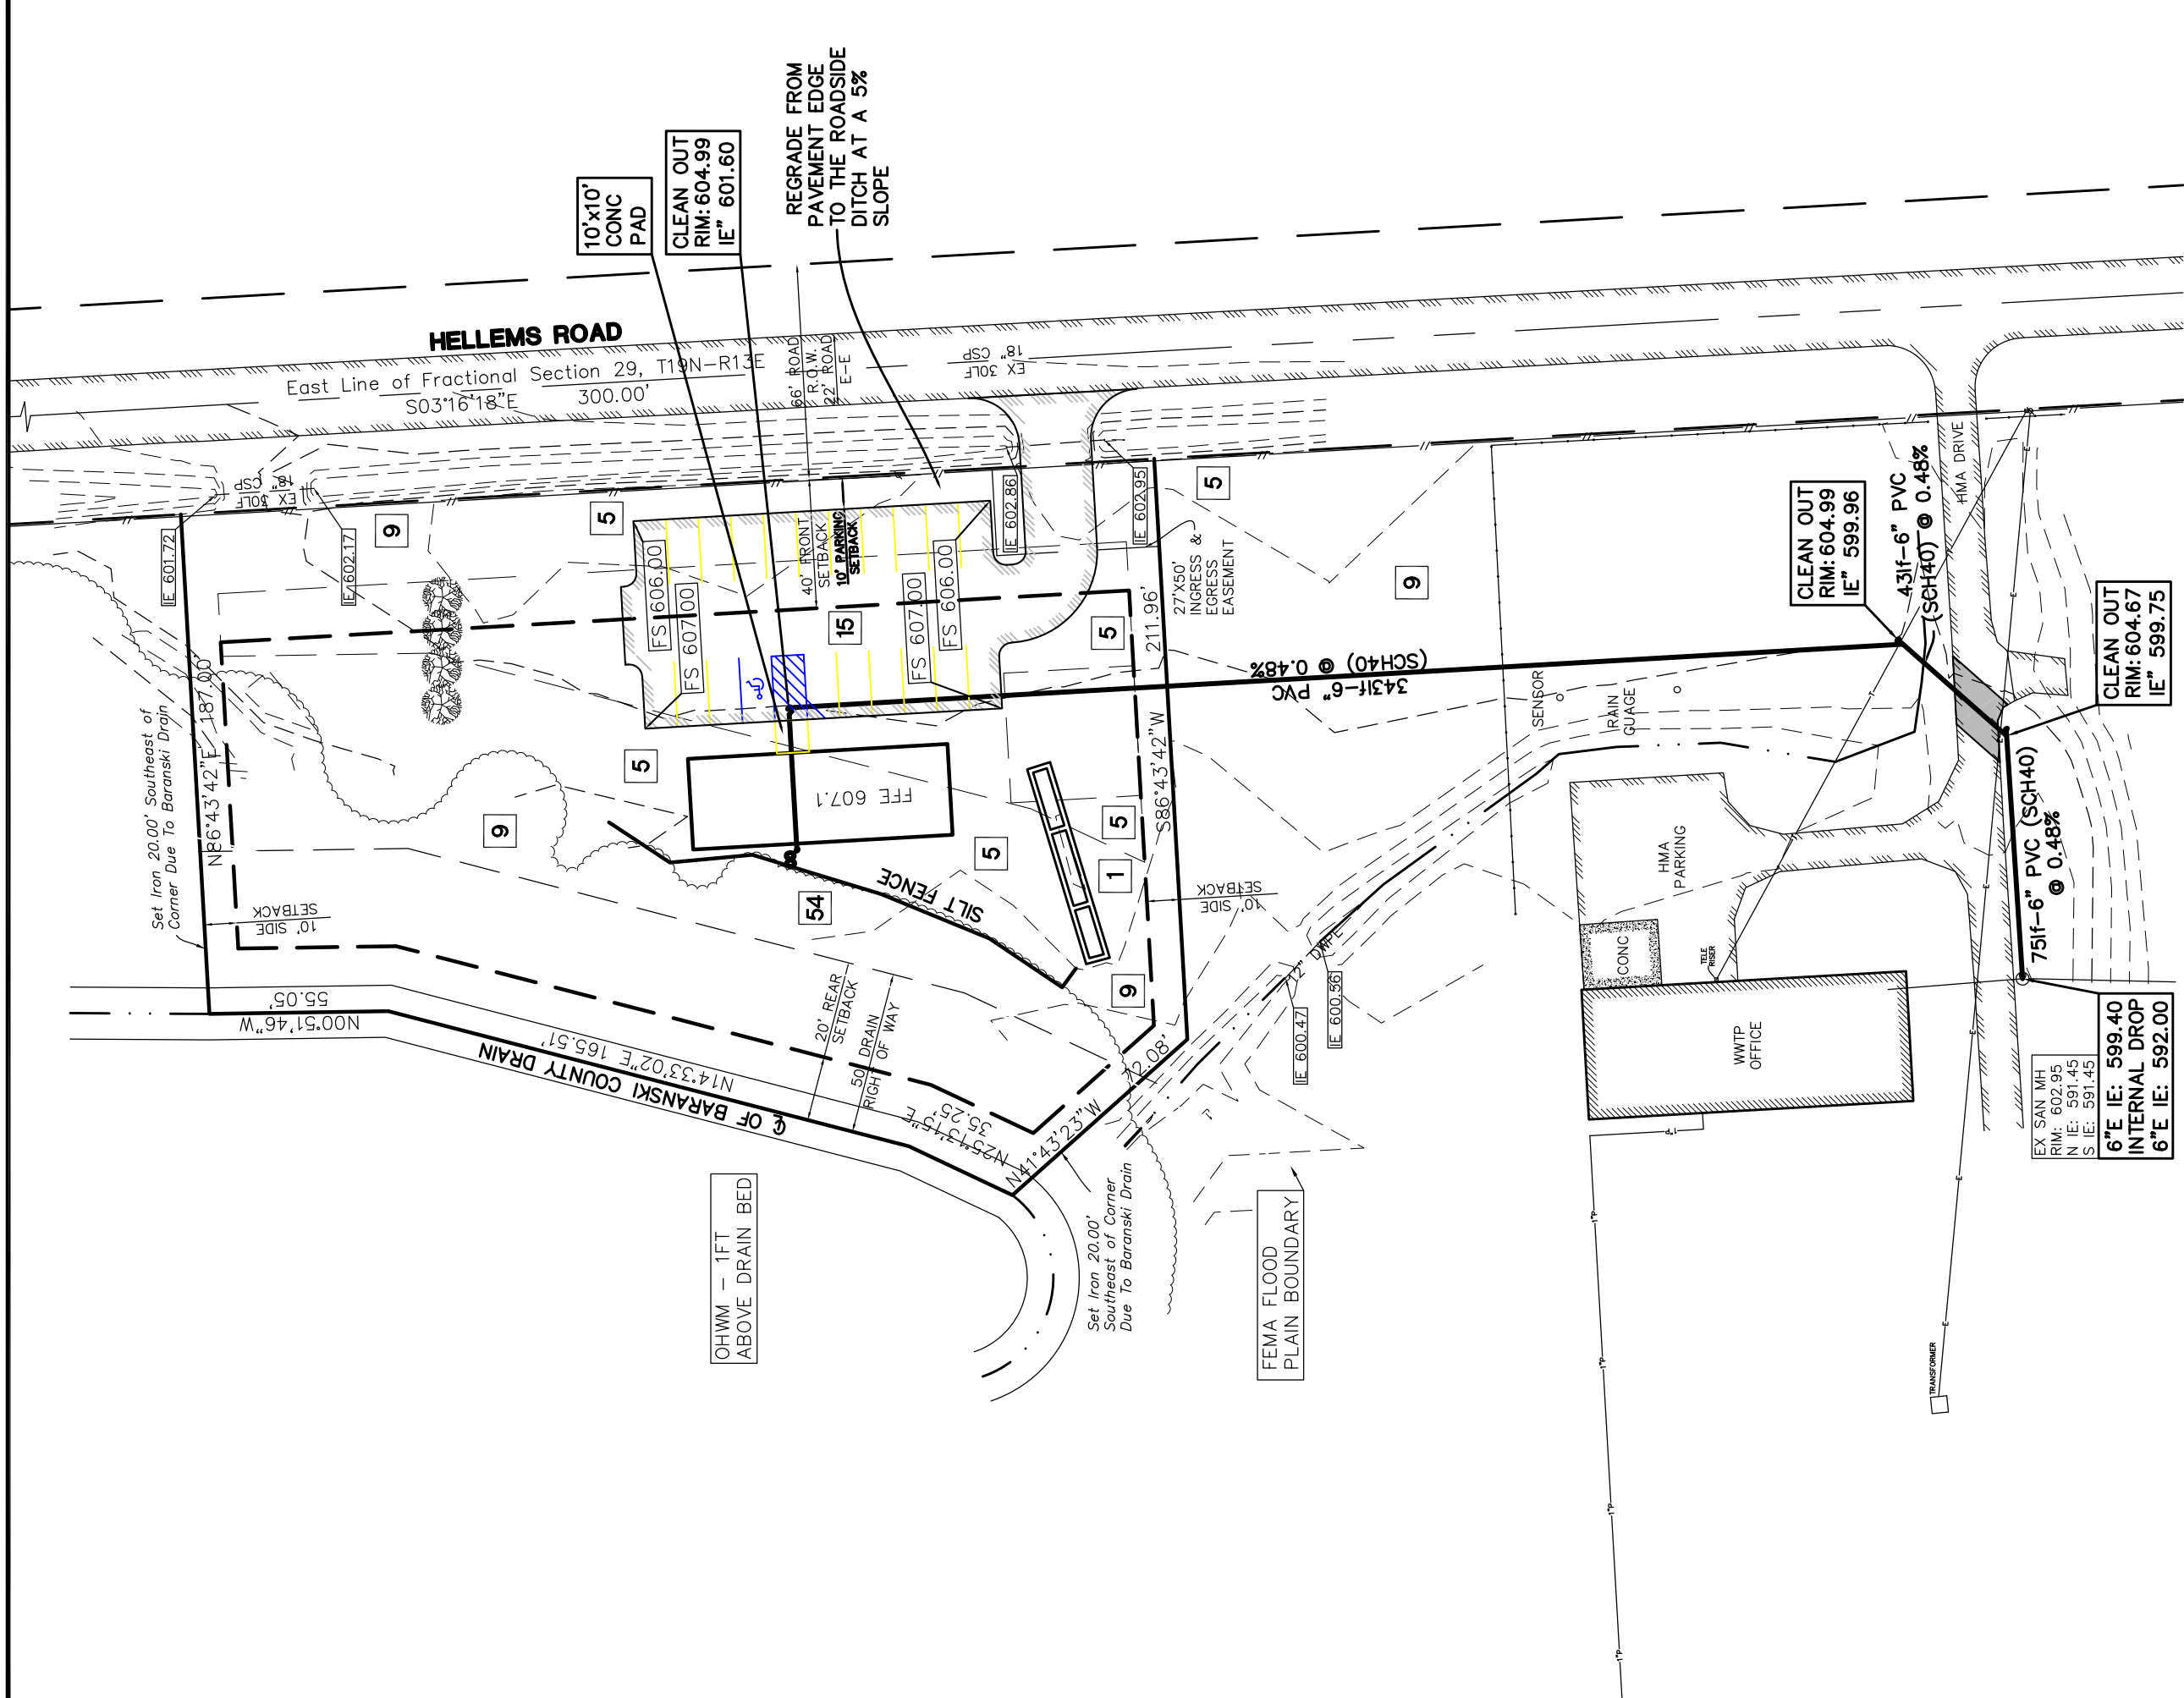 10'x10'
CONC
PAD
CLEAN OUT
RIM: 604.99
IE" 601.60
REGRADE FROM
PAVEMENT EDGE
TO THE ROADSIDE
DITCH AT A 5%
SLOPE
HELLEMS ROAD
East Line of Fractional Section 29, T19N-R13E
S03°16'18"E 300.00'
66' ROAD
R.O.W.
22' ROAD
E-E
EX 30LF
18" CSP
EX 30LF
18" CSP
IE 601.72
IE 602.17
9
5
FS 606.00
FS 607.00
40' FRONT
SETBACK
10' PARKING
SETBACK
15
FS 607.00
FS 606.00
IE 602.86
IE 602.95
5
5
27'X50'
INGRESS &
EGRESS
EASEMENT
211.96'
S86°43'42"W
9
Set Iron 20.00' Southeast of
Corner Due To Baranski Drain
N86°43'42"E 187.00'
10' SIDE
SETBACK
5
9
FFE 607.1
54
SILT FENCE
5
5
1
9
10' SIDE
SETBACK
343lf-6" PVC
(SCH40) @ 0.48%
SENSOR
RAIN
GUAGE
CLEAN OUT
RIM: 604.99
IE" 599.96
43lf-6" PVC
(SCH40) @ 0.48%
HMA DRIVE
CLEAN OUT
RIM: 604.67
IE" 599.75
75lf-6" PVC (SCH40)
@ 0.48%
HMA
PARKING
CONC
TELE
RISER
WWTP
OFFICE
12" DWPE
IE 600.47
IE 600.56
55.05'
N00°51'46"W
N14°33'02"E 165.51'
℄ OF BARANSKI COUNTY DRAIN
20' REAR
SETBACK
50' DRAIN
RIGHT OF WAY
N25°13'15"E
35.25'
N41°43'23"W 72.08'
Set Iron 20.00'
Southeast of Corner
Due To Baranski Drain
OHWM - 1FT
ABOVE DRAIN BED
FEMA FLOOD
PLAIN BOUNDARY
EX SAN MH
RIM: 602.95
N IE: 591.45
S IE: 591.45
6"E IE: 599.40
INTERNAL DROP
6"E IE: 592.00
TRANSFORMER